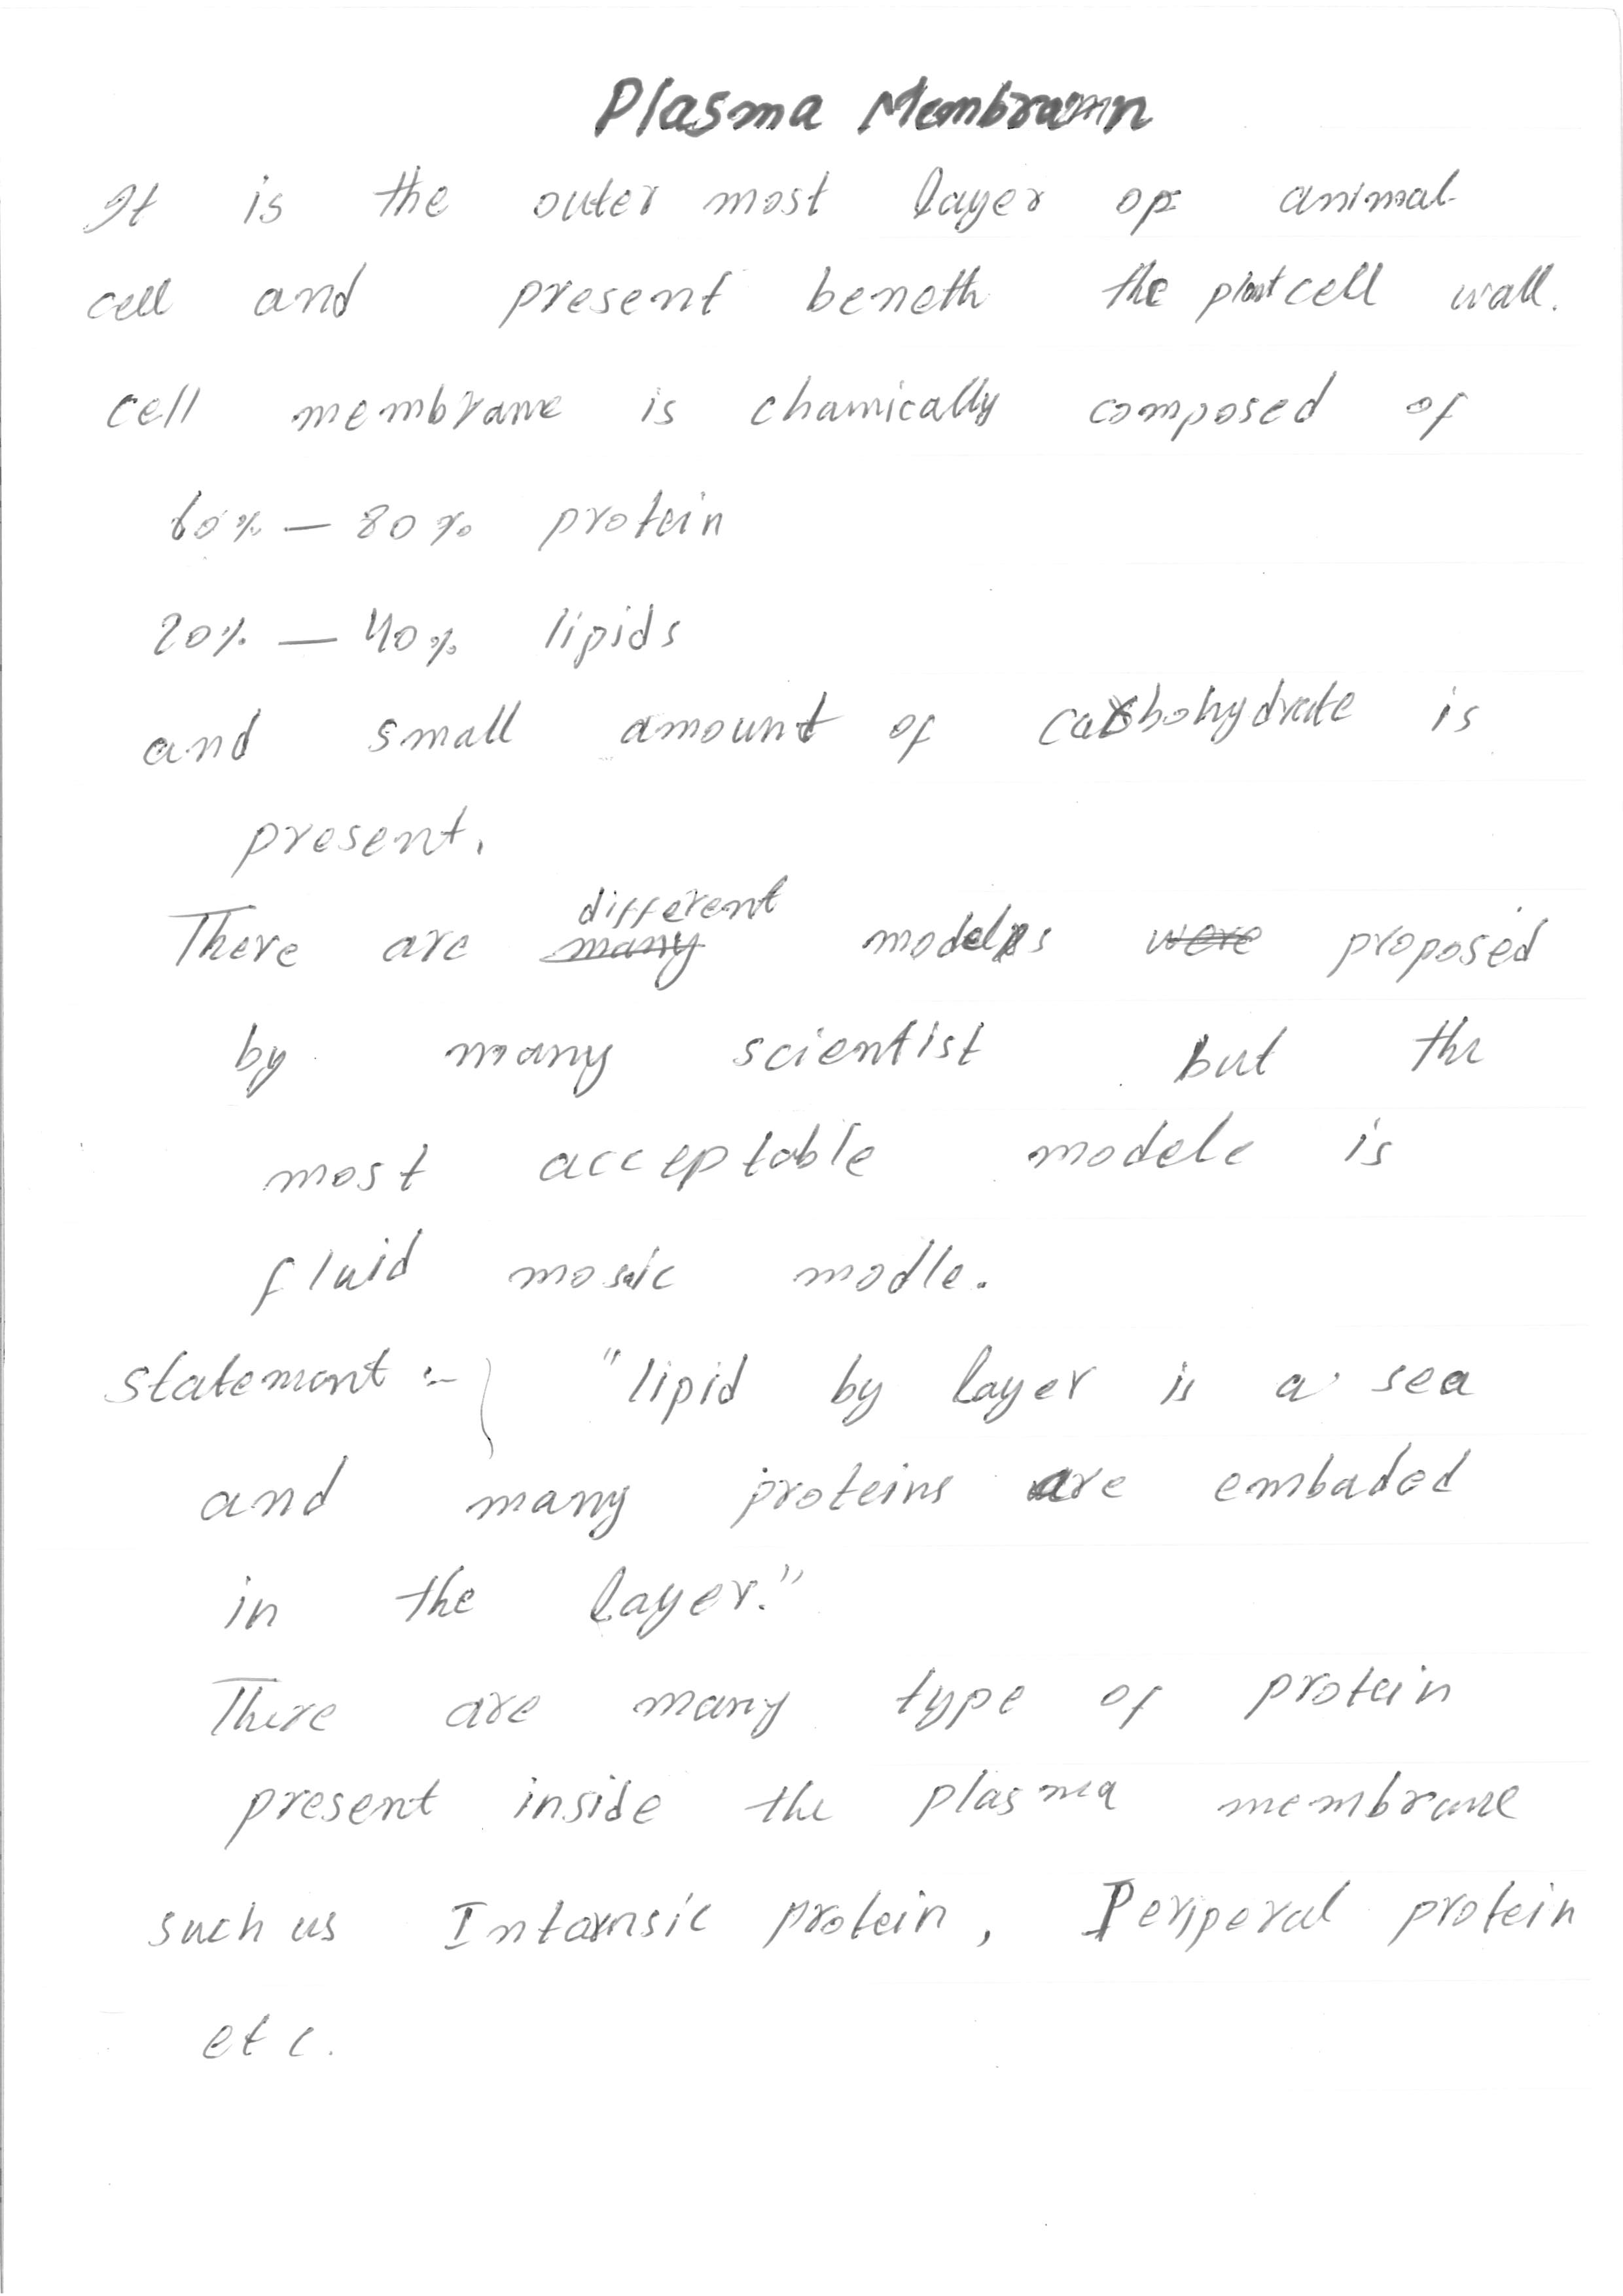 Plasma Membrann
It is the outer most layer of animal
cell and present beneth the plant cell wall.
cell membrane is chamically composed of
60% — 80% protein
20% — 40% lipids
and small amount of carbohydrate is
present.
There are different models proposed
by many scientist but the
most acceptable modele is
fluid mosaic modle.
statement :- "lipid by layer is a sea
and many proteins are embaded
in the layer."
There are many type of protein
present inside the plasma membrane
such us Intarnsic protein, Periperal protein
etc.